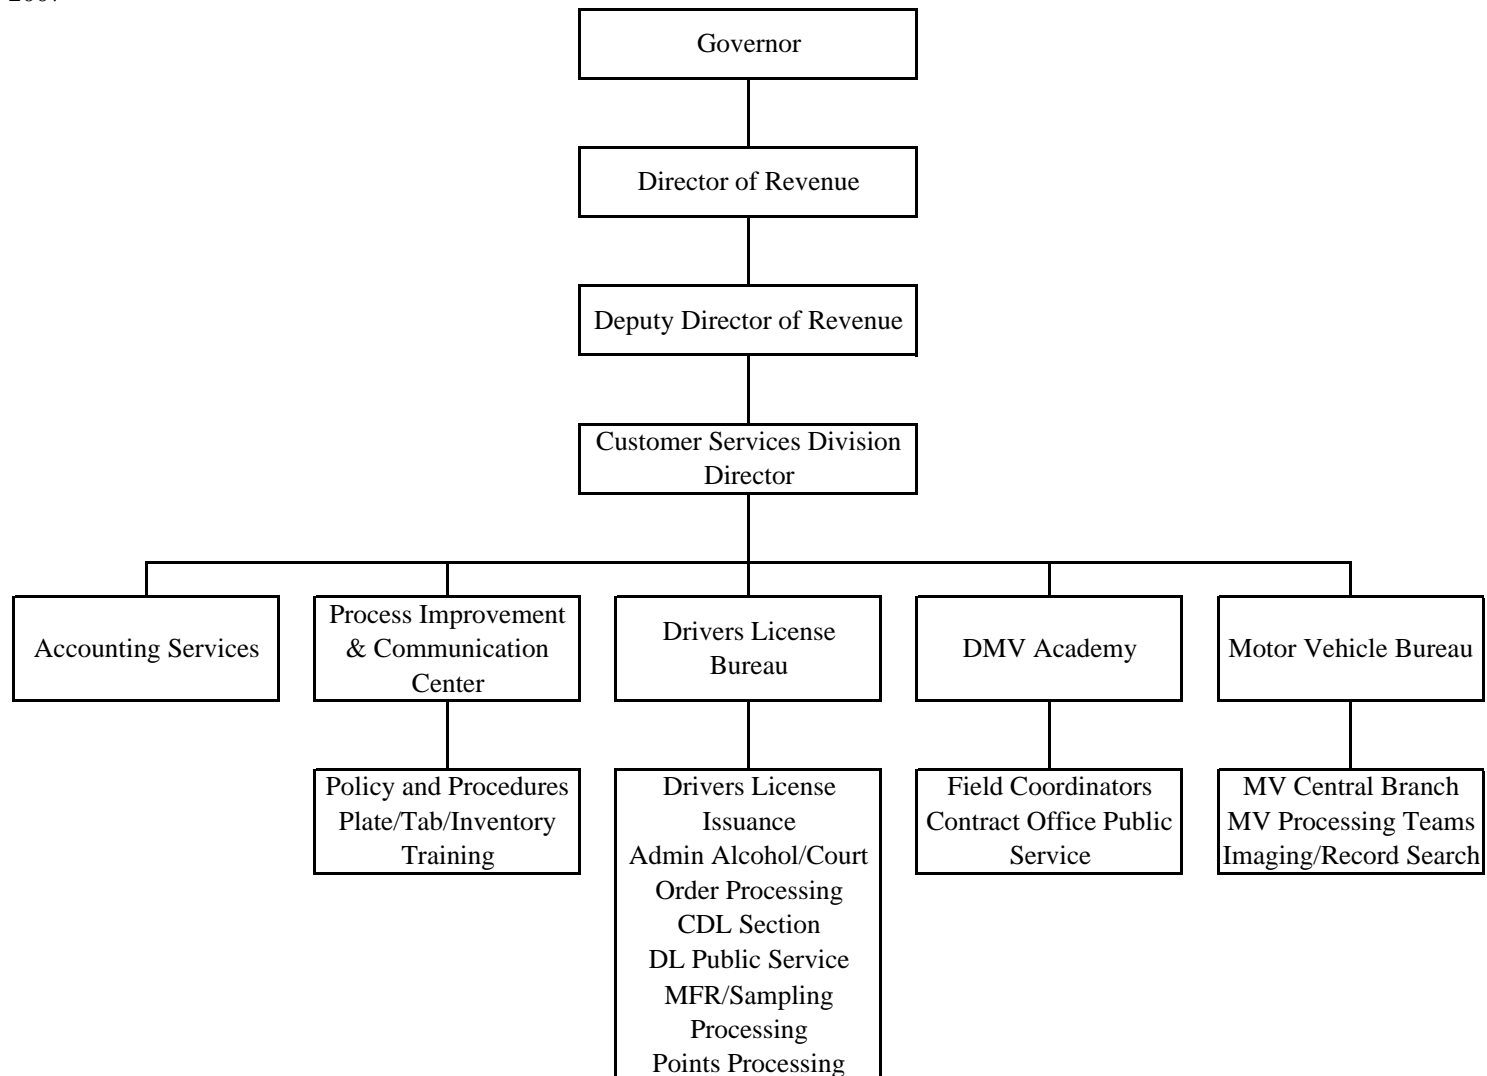 Governor
Director of Revenue
Deputy Director of Revenue
Customer Services Division
Director
Accounting Services
Process Improvement
& Communication
Center
Drivers License
Bureau
DMV Academy
Motor Vehicle Bureau
Policy and Procedures
Plate/Tab/Inventory
Training
Drivers License
Issuance
Admin Alcohol/Court
Order Processing
CDL Section
DL Public Service
MFR/Sampling
Processing
Points Processing
Field Coordinators
Contract Office Public
Service
MV Central Branch
MV Processing Teams
Imaging/Record Search